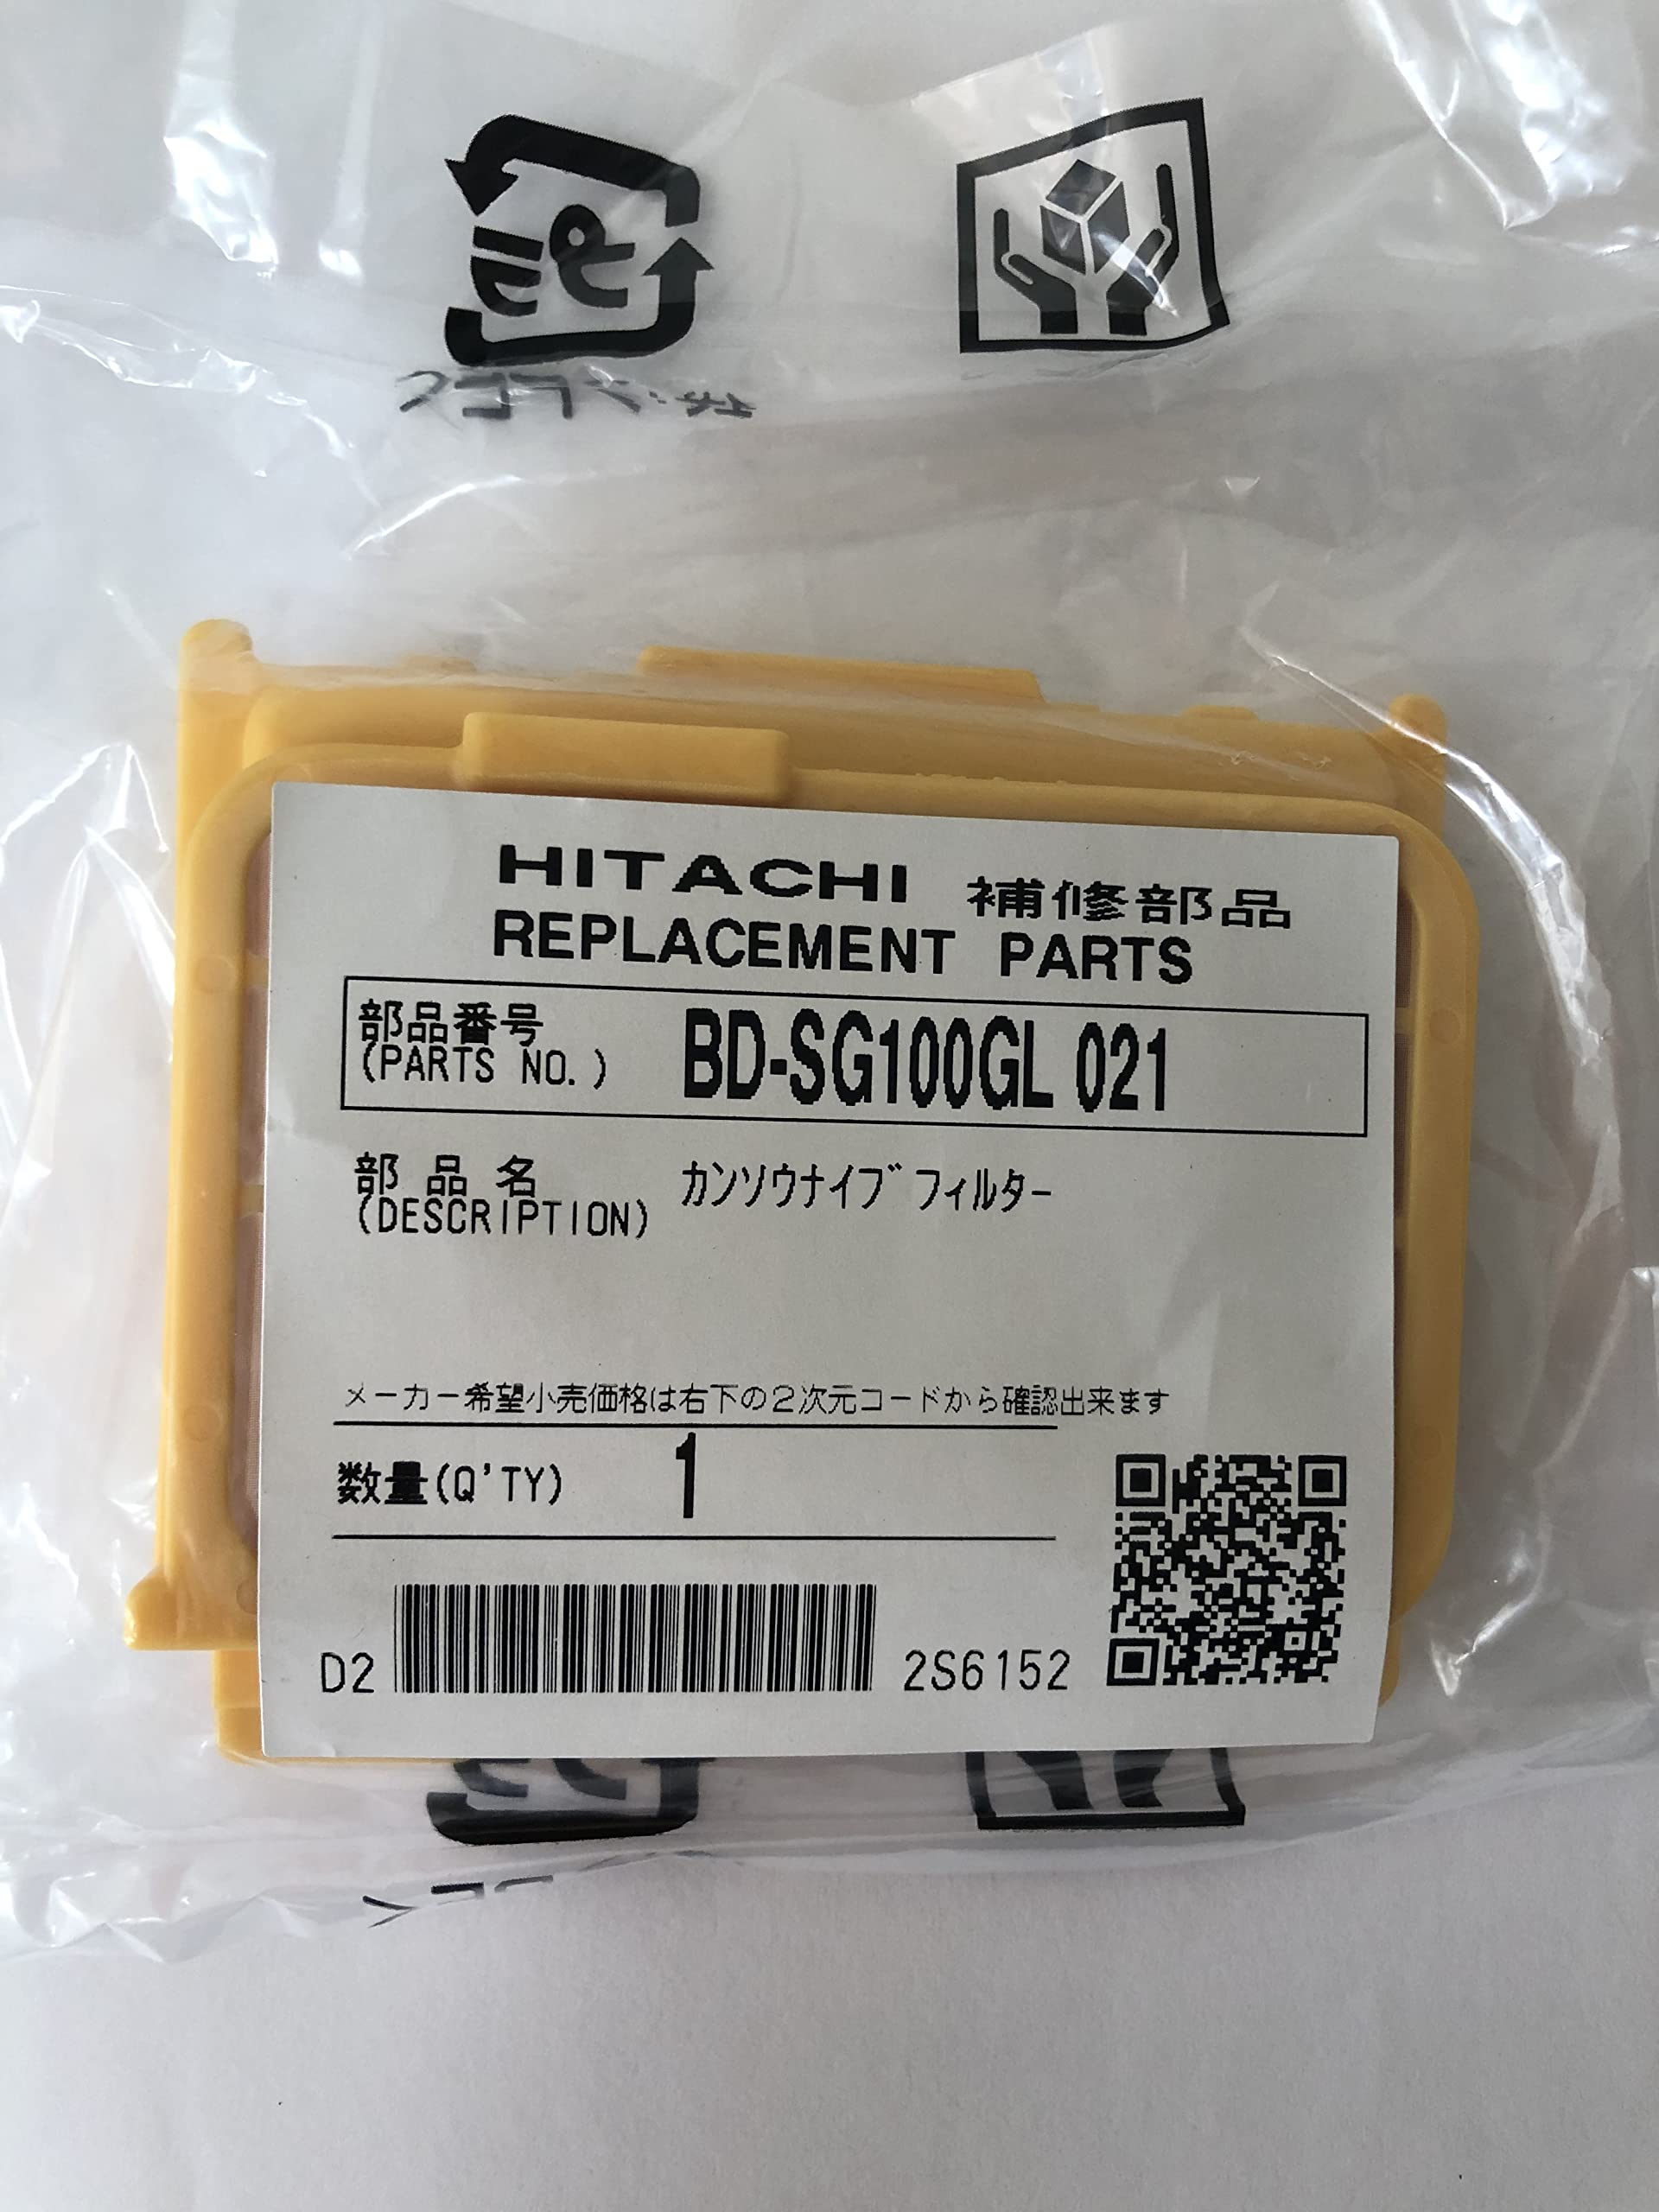 プラ
HITACHI 補修部品
REPLACEMENT PARTS
部品番号
(PARTS NO.) BD-SG100GL 021
部品名 カンソウナイブフィルター
(DESCRIPTION)
メーカー希望小売価格は右下の2次元コードから確認出来ます
数量(Q'TY) 1
D2 2S6152